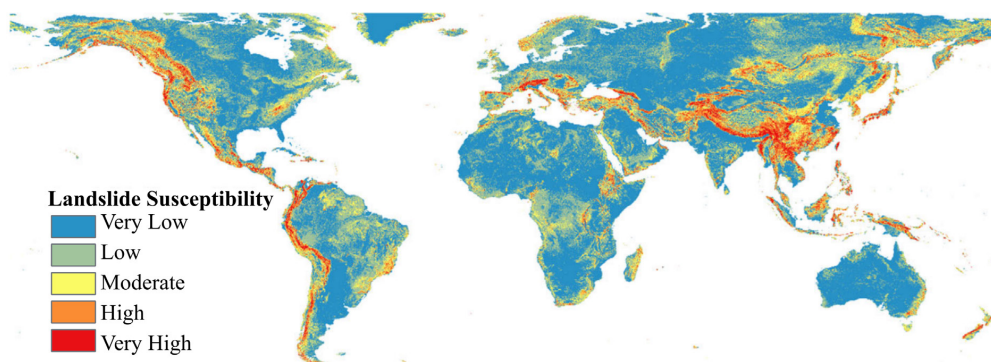 Landslide Susceptibility
Very Low
Low
Moderate
High
Very High